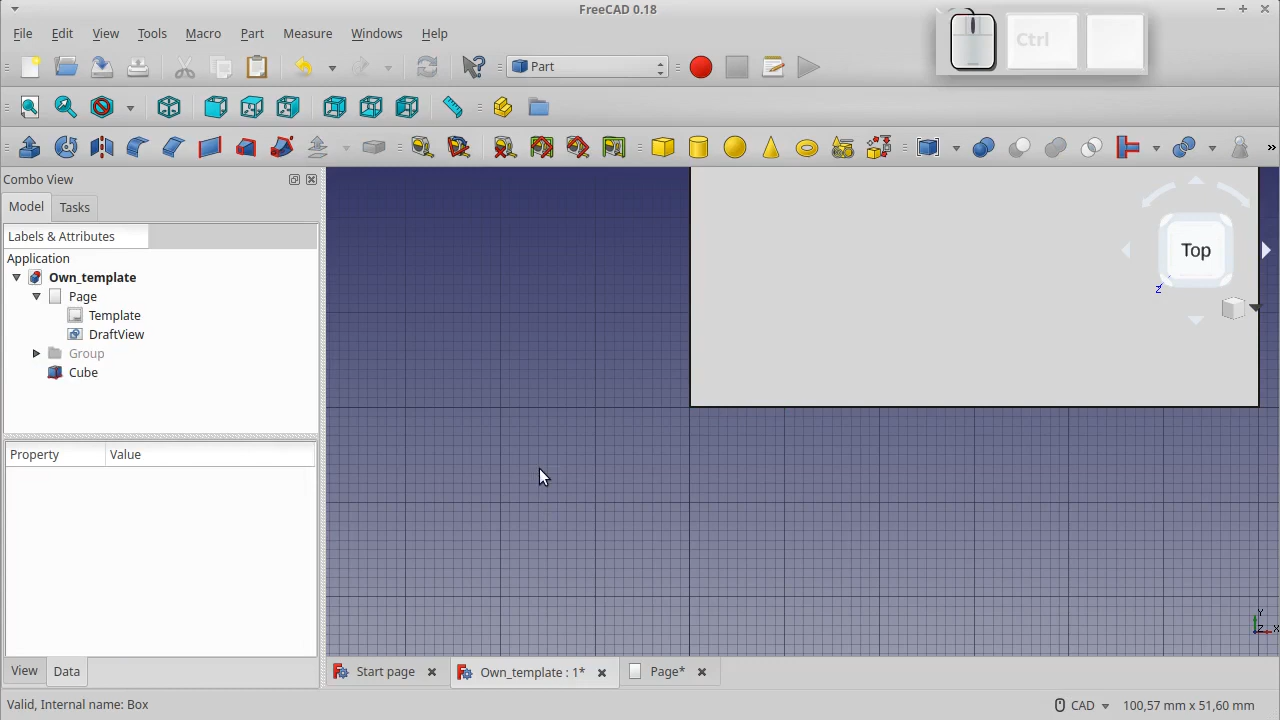 FreeCAD 0.18
File Edit View Tools Macro Part Measure Windows Help
Ctrl
Part
»
Combo View
Model Tasks
Labels & Attributes
Application
Own_template
Page
Template
DraftView
Group
Cube
Top
Z
Property Value
Y
Z X
View Data
Start page Own_template : 1* Page*
Valid, Internal name: Box CAD 100,57 mm x 51,60 mm